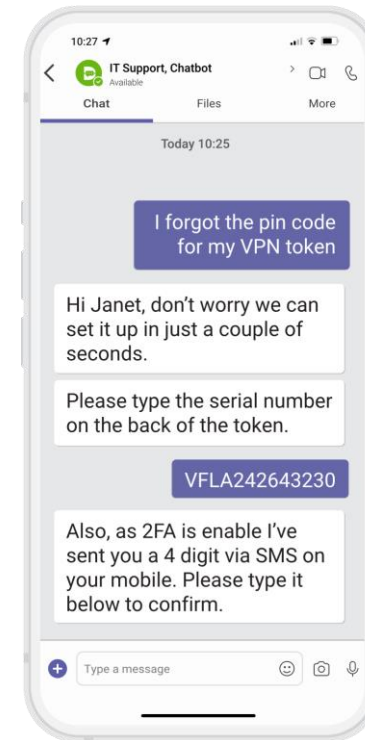 10:27
IT Support, Chatbot
Available
Chat Files More
Today 10:25
I forgot the pin code
for my VPN token
Hi Janet, don’t worry we can
set it up in just a couple of
seconds.
Please type the serial number
on the back of the token.
VFLA242643230
Also, as 2FA is enable I’ve
sent you a 4 digit via SMS on
your mobile. Please type it
below to confirm.
Type a message